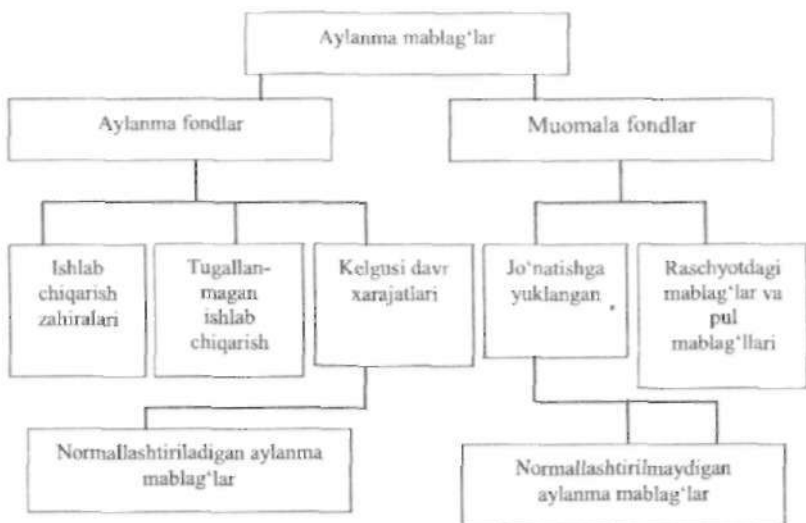 Aylanma mablag‘lar
Aylanma fondlar
Muomala fondlar
Ishlab
chiqarish
zahiralari
Tugallan-
magan
ishlab
chiqarish
Kelgusi davr
xarajatlari
Jo‘natishga
yuklangan
Raschyotdagi
mablag‘lar va
pul
mablag‘llari
Normallashtiriladigan aylanma
mablag‘lar
Normallashtirilmaydigan
aylanma mablag‘lar